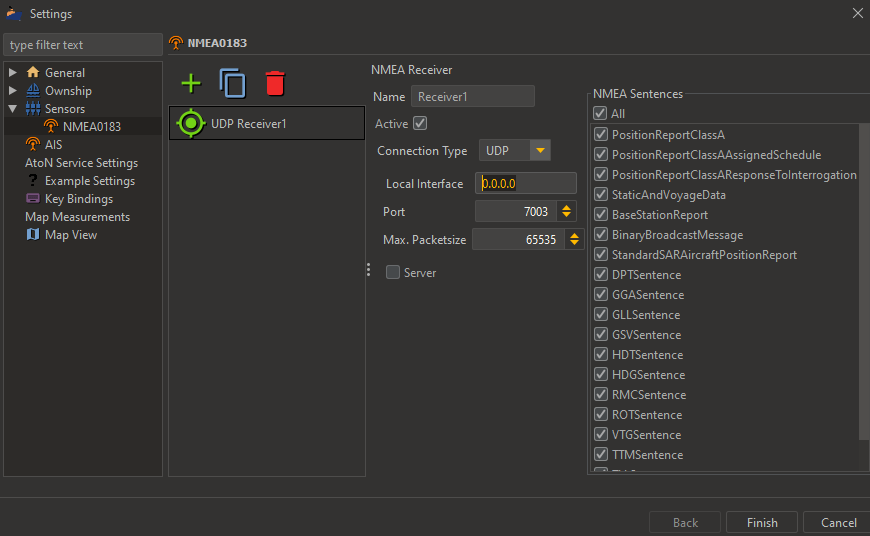 Settings
type filter text
General
Ownship
Sensors
NMEA0183
AIS
AtoN Service Settings
Example Settings
Key Bindings
Map Measurements
Map View
NMEA0183
UDP Receiver1
NMEA Receiver
Name Receiver1
Active
Connection Type UDP
Local Interface 0.0.0.0
Port 7003
Max. Packetsize 65535
Server
NMEA Sentences
All
PositionReportClassA
PositionReportClassAAssignedSchedule
PositionReportClassAResponseToInterrogation
StaticAndVoyageData
BaseStationReport
BinaryBroadcastMessage
StandardSARAircraftPositionReport
DPTSentence
GGASentence
GLLSentence
GSVSentence
HDTSentence
HDGSentence
RMCSentence
ROTSentence
VTGSentence
TTMSentence
Back Finish Cancel